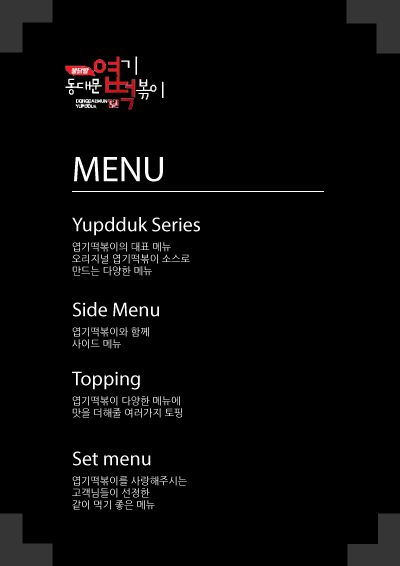 불닭발
동대문 엽기 떡볶이
DONGDAEMUN
YUPDDUK
MENU
Yupdduk Series
엽기떡볶이의 대표 메뉴
오리지널 엽기떡볶이 소스로
만드는 다양한 메뉴
Side Menu
엽기떡볶이와 함께
사이드 메뉴
Topping
엽기떡볶이 다양한 메뉴에
맛을 더해줄 여러가지 토핑
Set menu
엽기떡볶이를 사랑해주시는
고객님들이 선정한
같이 먹기 좋은 메뉴